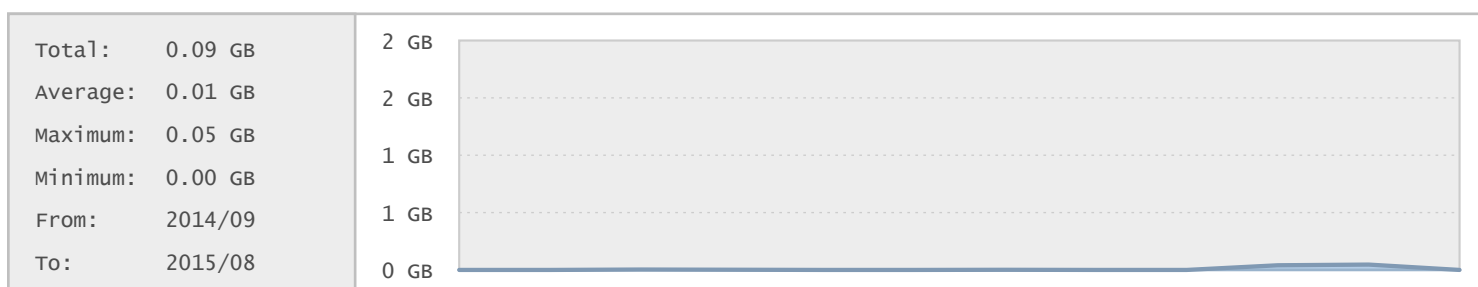 Total: 0.09 GB
Average: 0.01 GB
Maximum: 0.05 GB
Minimum: 0.00 GB
From: 2014/09
To: 2015/08
2 GB
2 GB
1 GB
1 GB
0 GB